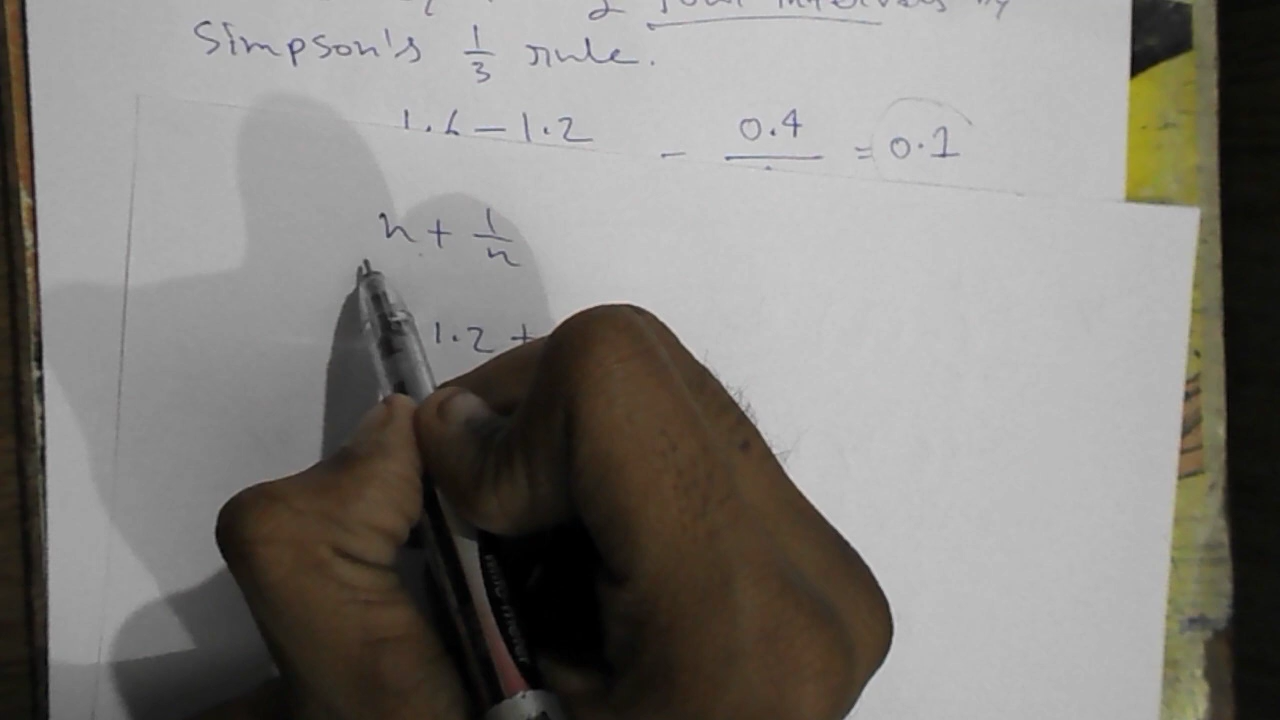 Simpson's 1/3 rule.
1.6 - 1.2 - 0.4 = 0.1
x + 1/x
1.2 +